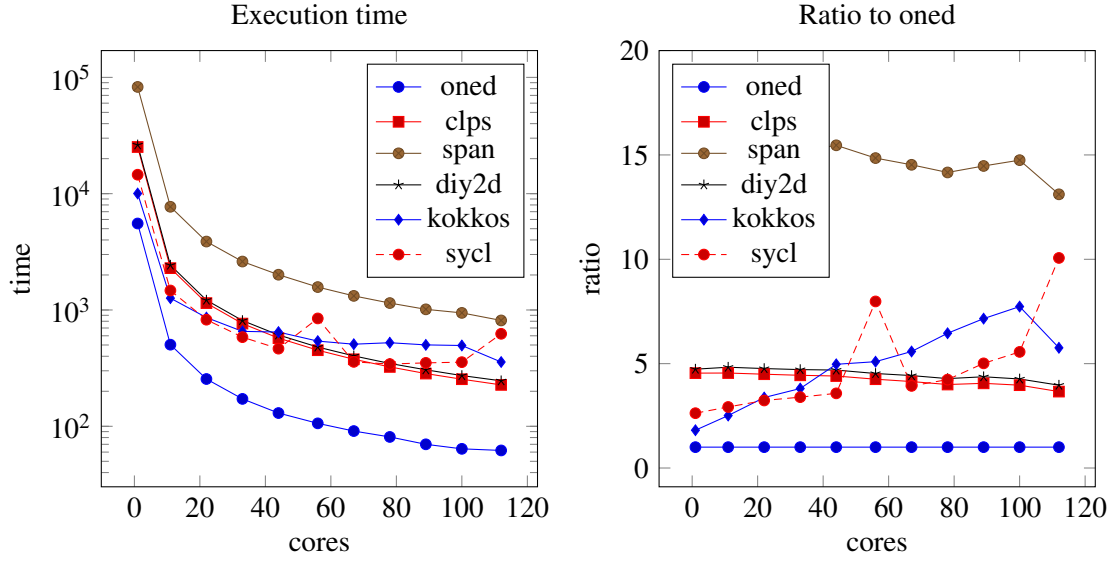 Execution time
10^5
10^4
10^3
10^2
time
0 20 40 60 80 100 120
cores
oned
clps
span
diy2d
kokkos
sycl
Ratio to oned
20
15
10
5
0
ratio
0 20 40 60 80 100 120
cores
oned
clps
span
diy2d
kokkos
sycl